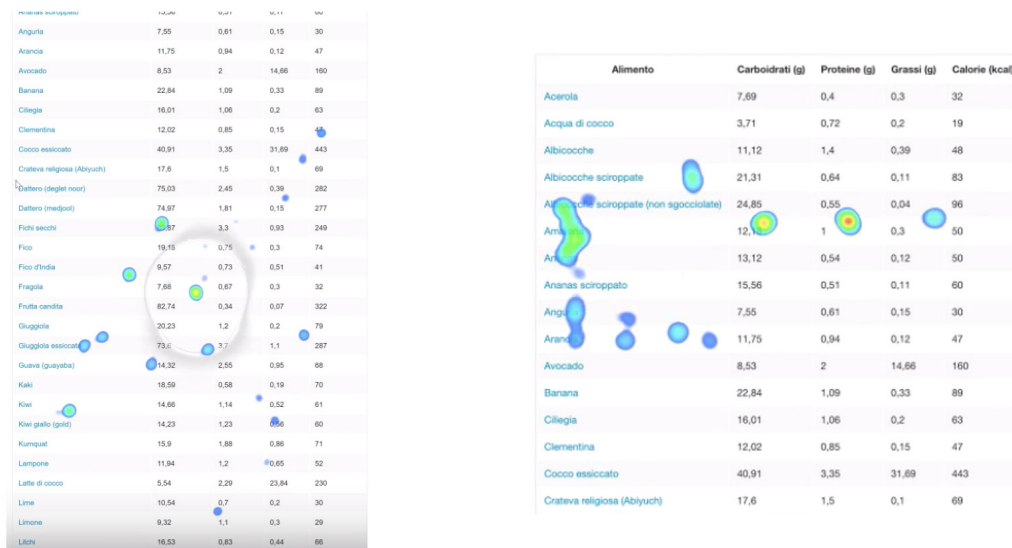 Ananas sciroppato
Anguria 7,55 0,61 0,15 30
Arancia 11,75 0,94 0,12 47
Avocado 8,53 2 14,66 160
Banana 22,84 1,09 0,33 89
Ciliegia 16,01 1,06 0,2 63
Clementina 12,02 0,85 0,15 47
Cocco essiccato 40,91 3,35 31,69 443
Crateva religiosa (Abiyuch) 17,6 1,5 0,1 69
Dattero (deglet noor) 75,03 2,45 0,39 282
Dattero (medjool) 74,97 1,81 0,15 277
Fichi secchi 3,3 0,93 249
Fico 19,18 0,75 0,3 74
Fico d'India 9,57 0,73 0,51 41
Fragola 7,68 0,67 0,3 32
Frutta candita 82,74 0,34 0,07 322
Giuggiola 20,23 1,2 0,2 79
Giuggiola essiccata 1,1 287
Guava (guayaba) 14,32 2,55 0,95 68
Kaki 18,59 0,58 0,19 70
Kiwi 14,66 1,14 0,52 61
Kiwi giallo (gold) 14,23 1,23 60
Kumquat 15,9 1,88 0,86 71
Lampone 11,94 1,2 0,65 52
Latte di cocco 5,54 2,29 23,84 230
Lime 10,54 0,7 0,2 30
Limone 9,32 1,1 0,3 29
Litchi 16,53 0,83 0,44 66
Alimento Carboidrati (g) Proteine (g) Grassi (g) Calorie (kcal
Acerola 7,69 0,4 0,3 32
Acqua di cocco 3,71 0,72 0,2 19
Albicocche 11,12 1,4 0,39 48
Albicocche sciroppate 21,31 0,64 0,11 83
sciroppate (non sgocciolate) 24,85 0,55 0,04 96
1 0,3 50
13,12 0,54 0,12 50
Ananas sciroppato 15,56 0,51 0,11 60
7,55 0,61 0,15 30
11,75 0,94 0,12 47
Avocado 8,53 2 14,66 160
Banana 22,84 1,09 0,33 89
Ciliegia 16,01 1,06 0,2 63
Clementina 12,02 0,85 0,15 47
Cocco essiccato 40,91 3,35 31,69 443
Crateva religiosa (Abiyuch) 17,6 1,5 0,1 69